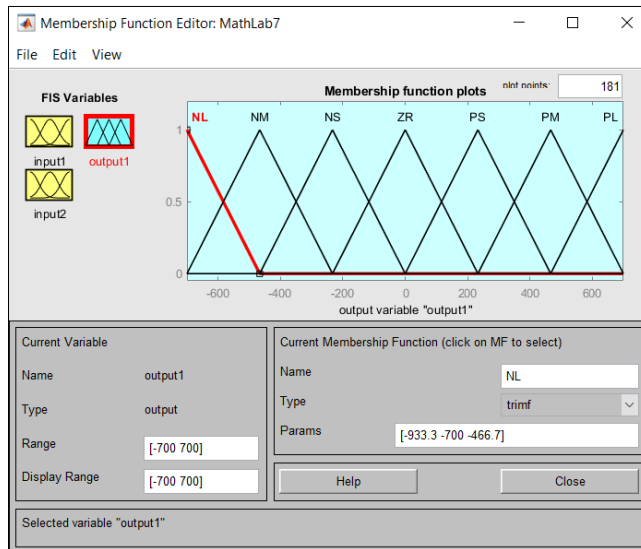 Membership Function Editor: MathLab7
File Edit View
FIS Variables
input1
output1
input2
Membership function plots
plot points:
181
NL NM NS ZR PS PM PL
1
0.5
0
-600 -400 -200 0 200 400 600
output variable "output1"
Current Variable
Name output1
Type output
Range [-700 700]
Display Range [-700 700]
Current Membership Function (click on MF to select)
Name NL
Type trimf
Params [-933.3 -700 -466.7]
Help Close
Selected variable "output1"